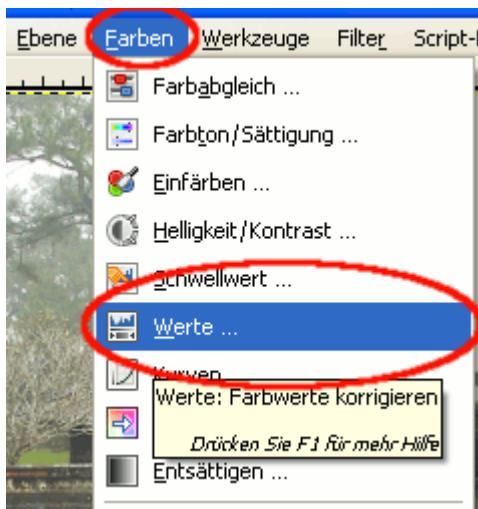 Ebene Farben Werkzeuge Filter Script-
Farbabgleich ...
Farbton/Sättigung ...
Einfärben ...
Helligkeit/Kontrast ...
Schwellwert ...
Werte ...
Kurven
Werte: Farbwerte korrigieren
Drücken Sie F1 für mehr Hilfe
Entsättigen ...